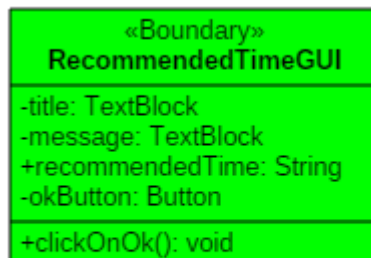 «Boundary»
RecommendedTimeGUI
-title: TextBlock
-message: TextBlock
+recommendedTime: String
-okButton: Button
+clickOnOk(): void